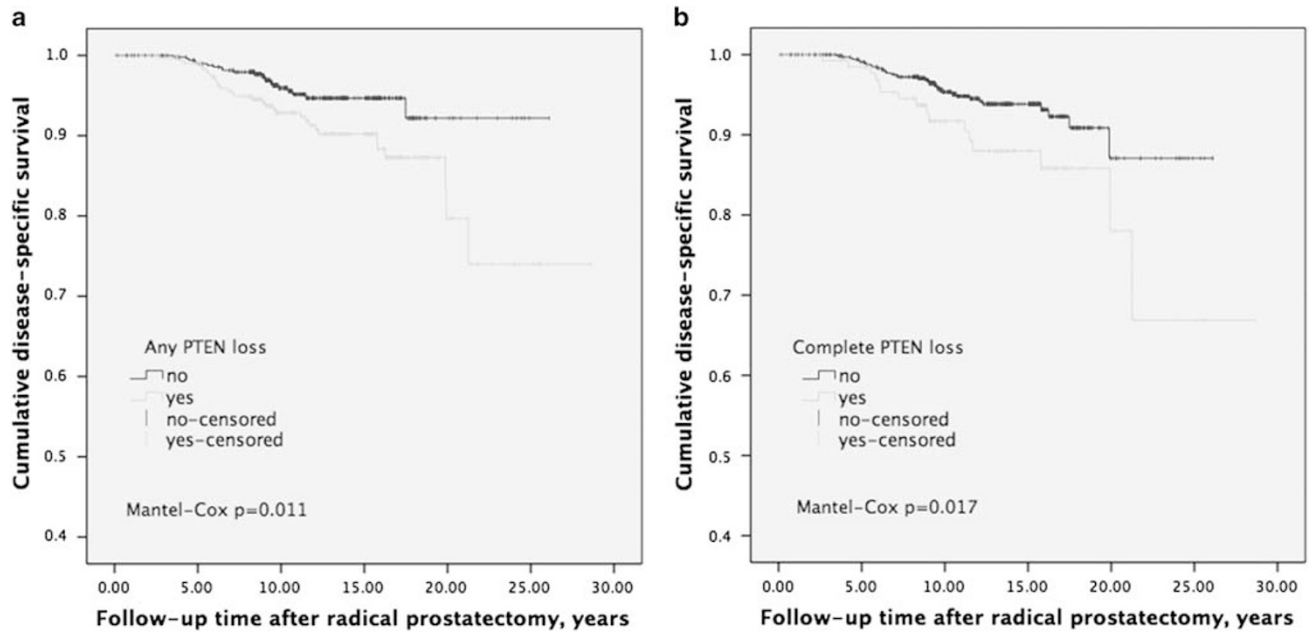 a
Cumulative disease-specific survival
1.0
0.9
0.8
0.7
0.6
0.5
0.4
Any PTEN loss
no
yes
no-censored
yes-censored
Mantel-Cox p=0.011
0.00 5.00 10.00 15.00 20.00 25.00 30.00
Follow-up time after radical prostatectomy, years
b
Cumulative disease-specific survival
1.0
0.9
0.8
0.7
0.6
0.5
0.4
Complete PTEN loss
no
yes
no-censored
yes-censored
Mantel-Cox p=0.017
0.00 5.00 10.00 15.00 20.00 25.00 30.00
Follow-up time after radical prostatectomy, years